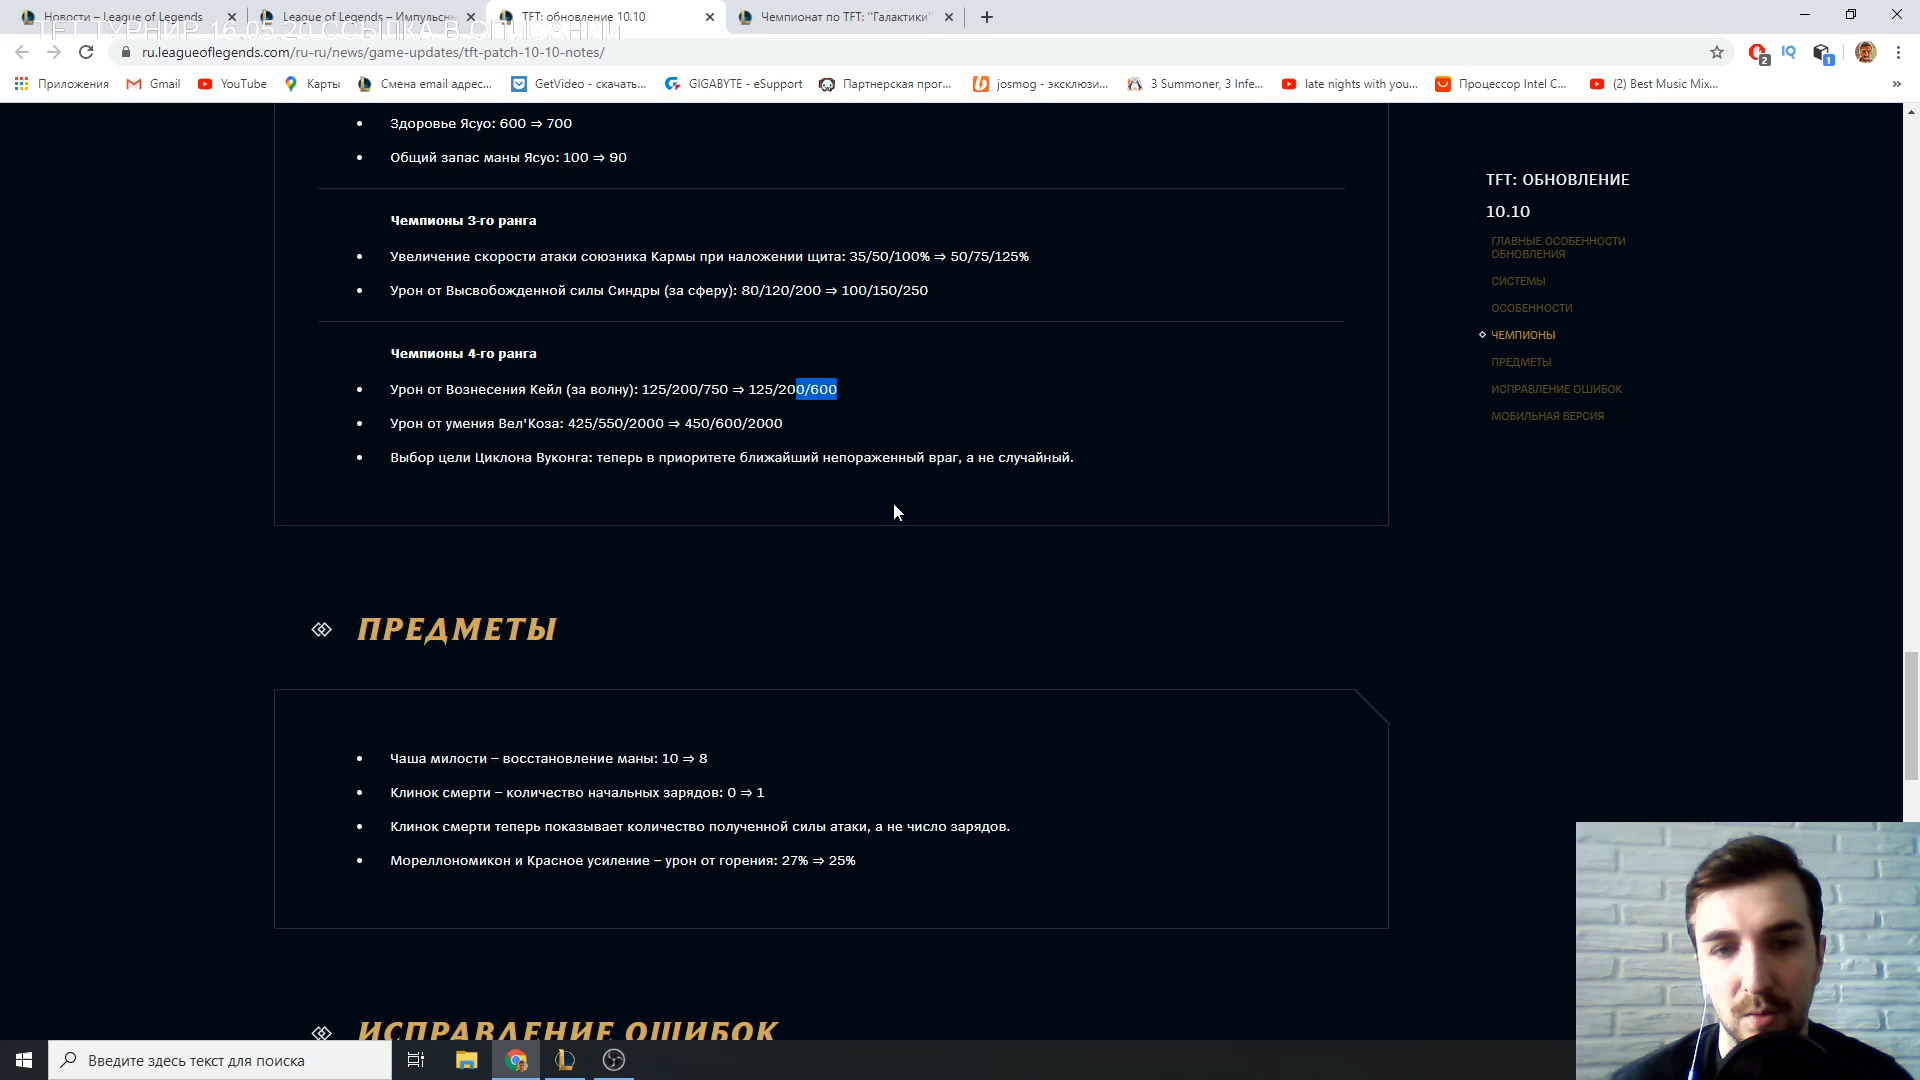 Новости – League of Legends
League of Legends – Импульсн
TFT: обновление 10.10
Чемпионат по TFT: "Галактики"
TFT ТУРНИР 16.05.20 ССЫЛКА В ОПИСАНИИ
ru.leagueoflegends.com/ru-ru/news/game-updates/tft-patch-10-10-notes/
2
IQ
1
Приложения
Gmail
YouTube
Карты
Смена email адрес...
GetVideo - скачать...
GIGABYTE - eSupport
Партнерская прог...
josmog - эксклюзи...
3 Summoner, 3 Infe...
late nights with you...
Процессор Intel C...
(2) Best Music Mix...
»
Здоровье Ясуо: 600 ⇒ 700
Общий запас маны Ясуо: 100 ⇒ 90
Чемпионы 3-го ранга
Увеличение скорости атаки союзника Кармы при наложении щита: 35/50/100% ⇒ 50/75/125%
Урон от Высвобожденной силы Синдры (за сферу): 80/120/200 ⇒ 100/150/250
Чемпионы 4-го ранга
Урон от Вознесения Кейл (за волну): 125/200/750 ⇒ 125/200/600
Урон от умения Вел'Коза: 425/550/2000 ⇒ 450/600/2000
Выбор цели Циклона Вуконга: теперь в приоритете ближайший непораженный враг, а не случайный.
TFT: ОБНОВЛЕНИЕ
10.10
ГЛАВНЫЕ ОСОБЕННОСТИ
ОБНОВЛЕНИЯ
СИСТЕМЫ
ОСОБЕННОСТИ
ЧЕМПИОНЫ
ПРЕДМЕТЫ
ИСПРАВЛЕНИЕ ОШИБОК
МОБИЛЬНАЯ ВЕРСИЯ
ПРЕДМЕТЫ
Чаша милости – восстановление маны: 10 ⇒ 8
Клинок смерти – количество начальных зарядов: 0 ⇒ 1
Клинок смерти теперь показывает количество полученной силы атаки, а не число зарядов.
Мореллономикон и Красное усиление – урон от горения: 27% ⇒ 25%
ИСПРАВЛЕНИЕ ОШИБОК
Введите здесь текст для поиска